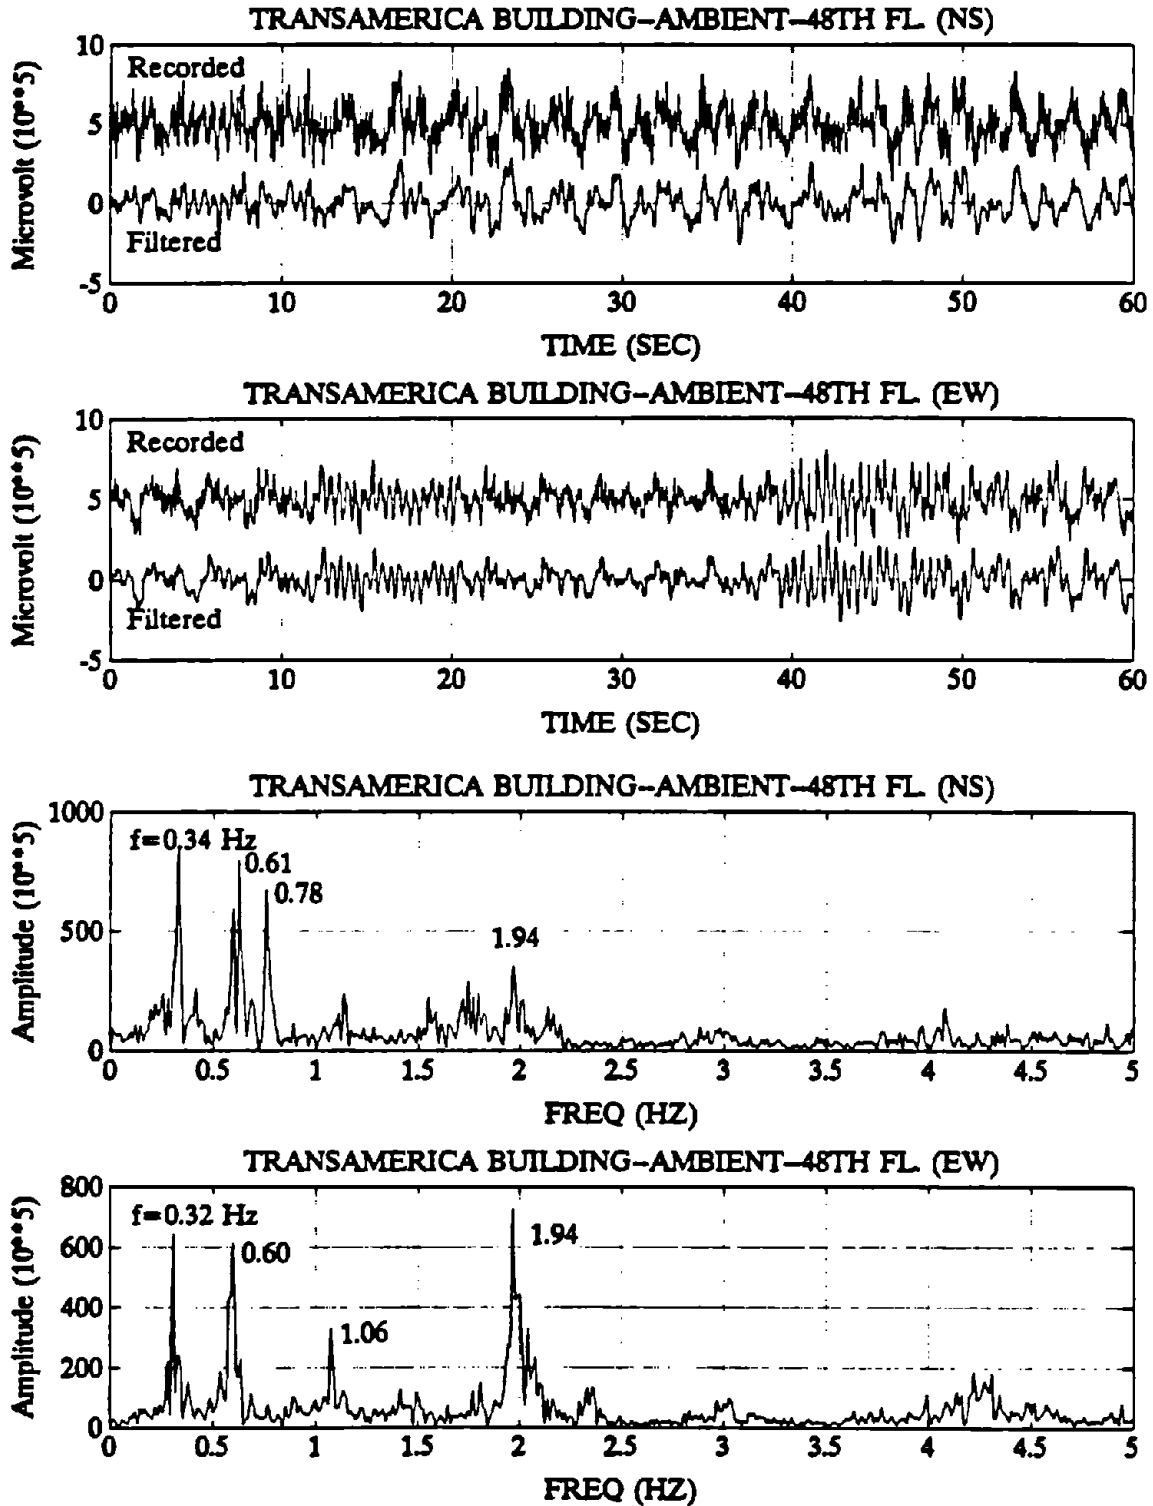 TRANSAMERICA BUILDING-AMBIENT-48TH FL. (NS)
Microvolt (10**5)
10
5
0
-5
Recorded
Filtered
0 10 20 30 40 50 60
TIME (SEC)
TRANSAMERICA BUILDING-AMBIENT-48TH FL. (EW)
Microvolt (10**5)
10
5
0
-5
Recorded
Filtered
0 10 20 30 40 50 60
TIME (SEC)
TRANSAMERICA BUILDING-AMBIENT-48TH FL. (NS)
Amplitude (10**5)
1000
500
0
f=0.34 Hz
0.61
0.78
1.94
0 0.5 1 1.5 2 2.5 3 3.5 4 4.5 5
FREQ (HZ)
TRANSAMERICA BUILDING-AMBIENT-48TH FL. (EW)
Amplitude (10**5)
800
600
400
200
0
f=0.32 Hz
0.60
1.06
1.94
0 0.5 1 1.5 2 2.5 3 3.5 4 4.5 5
FREQ (HZ)